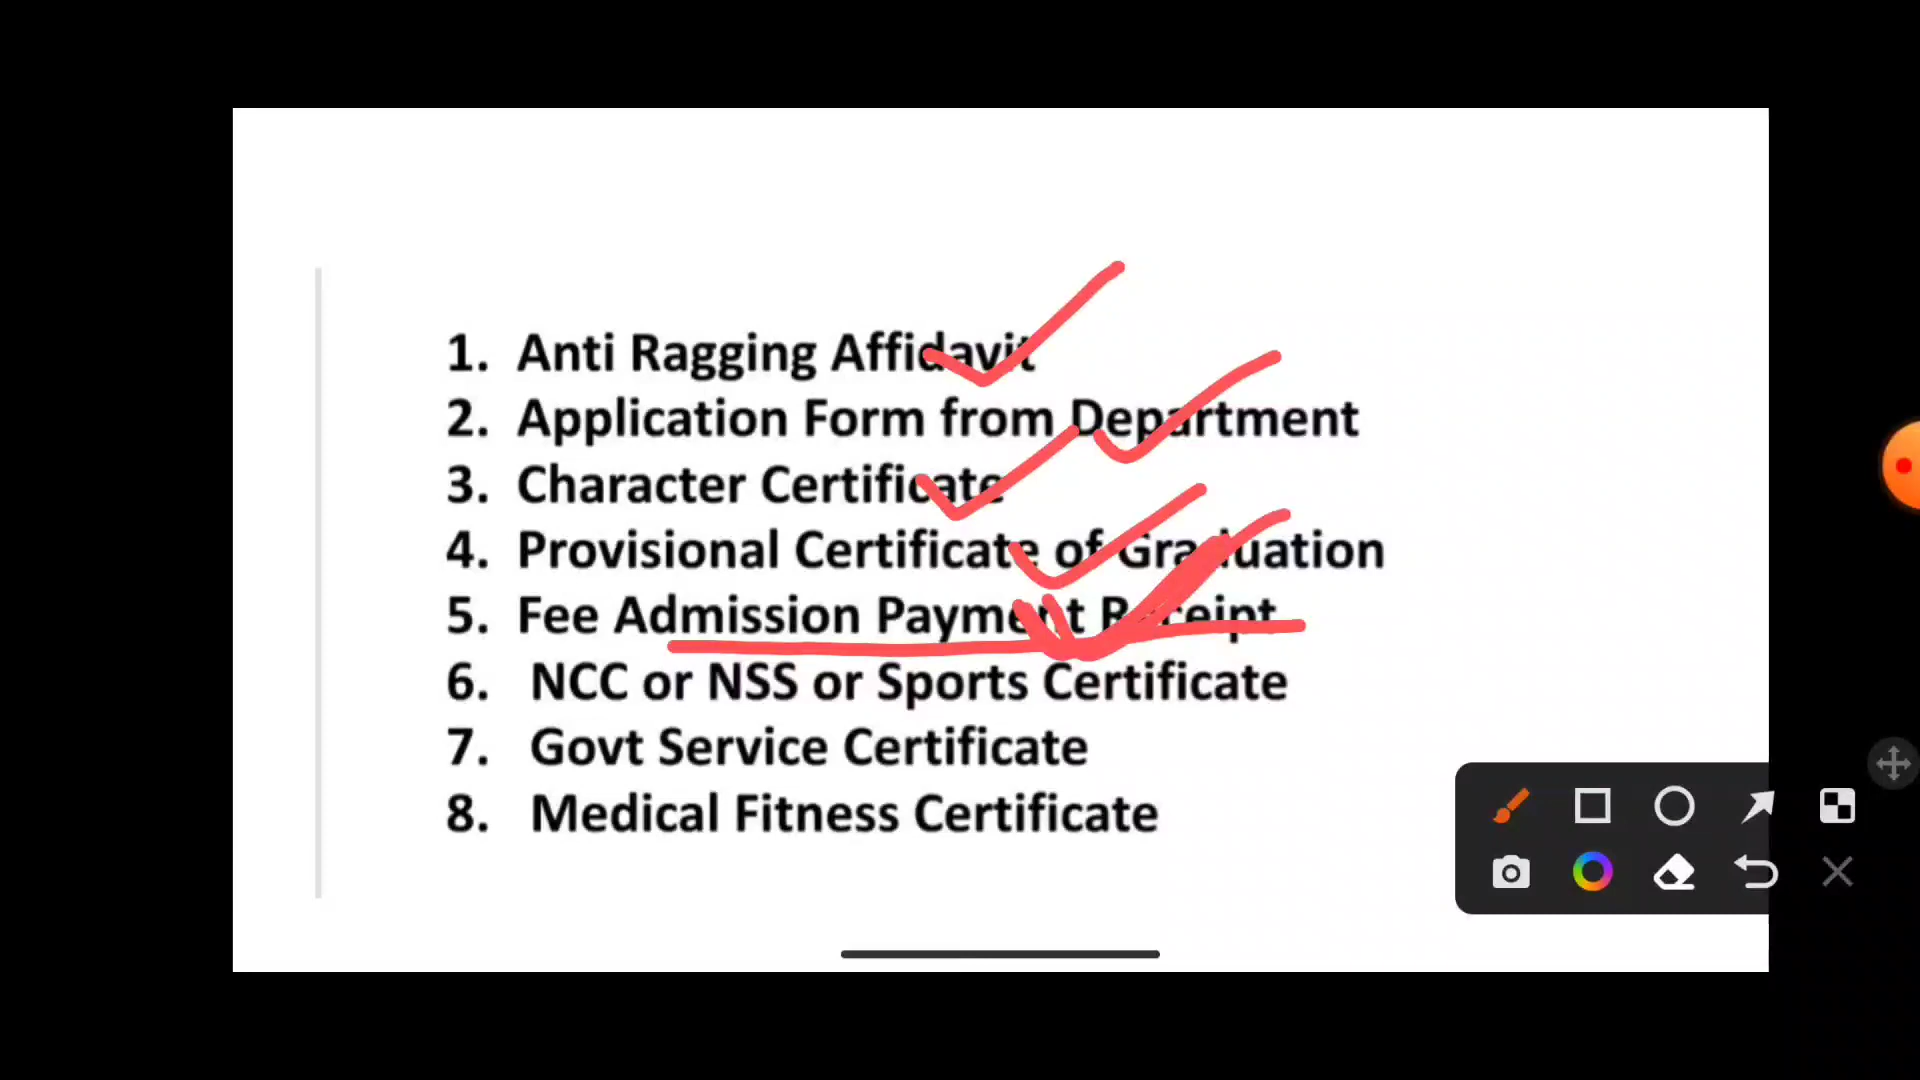 1. Anti Ragging Affidavit
2. Application Form from Department
3. Character Certificate
4. Provisional Certificate of Graduation
5. Fee Admission Payment Receipt
6. NCC or NSS or Sports Certificate
7. Govt Service Certificate
8. Medical Fitness Certificate